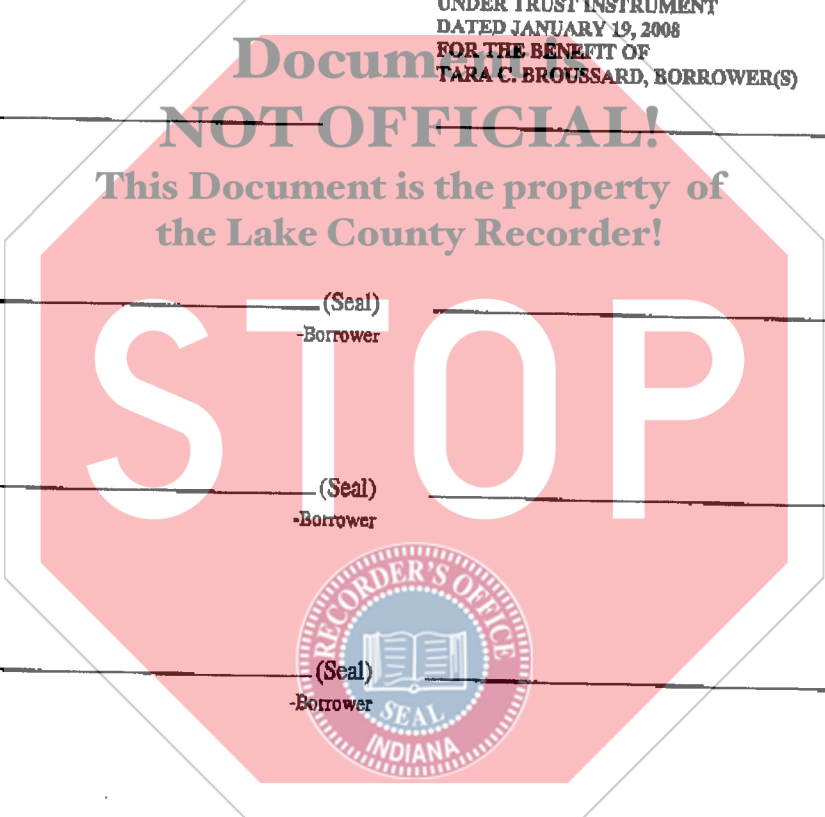 UNDER TRUST INSTRUMENT
DATED JANUARY 19, 2008
FOR THE BENEFIT OF
TARA C. BROUSSARD, BORROWER(S)
Document is
NOT OFFICIAL!
This Document is the property of
the Lake County Recorder!
(Seal)
-Borrower
STOP
(Seal)
-Borrower
RECORDER'S OFFICE
(Seal)
-Borrower
SEAL
INDIANA